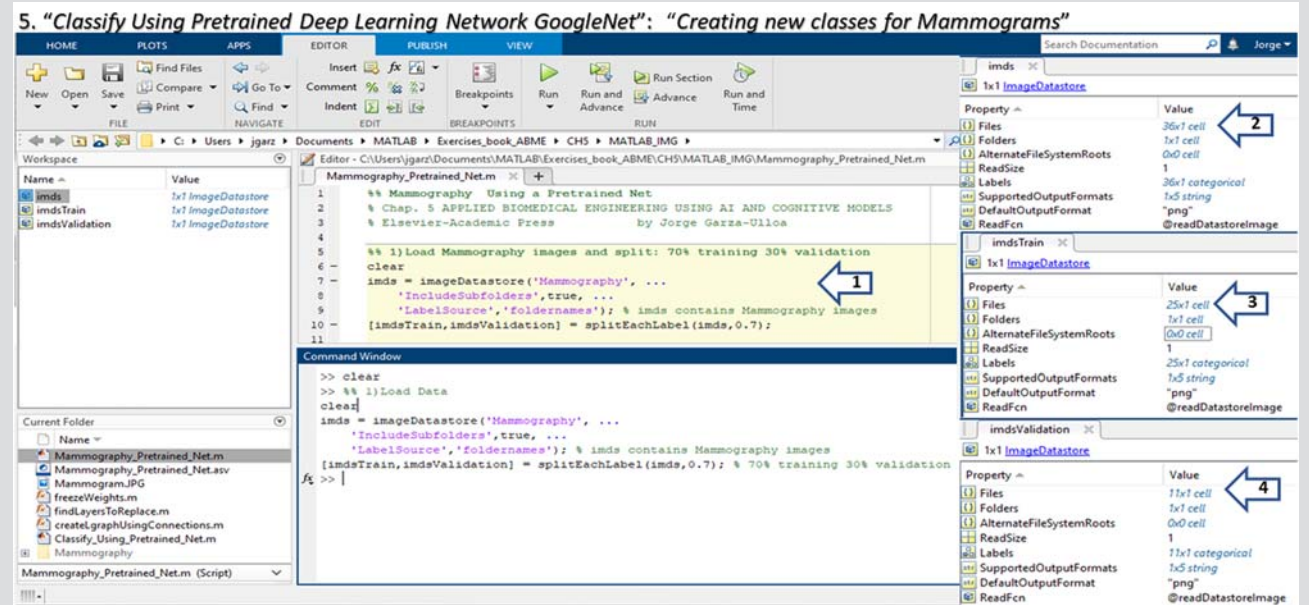 5. “Classify Using Pretrained Deep Learning Network GoogleNet”: “Creating new classes for Mammograms”
HOME PLOTS APPS EDITOR PUBLISH VIEW Search Documentation Jorge
New Open Save Find Files Compare Print
FILE
Go To Find
NAVIGATE
Insert fx
Comment %
Indent
EDIT
Breakpoints
BREAKPOINTS
Run Run and Advance Run Section Advance Run and Time
RUN
C: Users jgarz Documents MATLAB Exercises_book_ABME CH5 MATLAB_IMG
Workspace
Name Value
imds 1x1 ImageDatastore
imdsTrain 1x1 ImageDatastore
imdsValidation 1x1 ImageDatastore
Current Folder
Name
Mammography_Pretrained_Net.m
Mammography_Pretrained_Net.asv
Mammogram.JPG
freezeWeights.m
findLayersToReplace.m
createLgraphUsingConnections.m
Classify_Using_Pretrained_Net.m
Mammography
Mammography_Pretrained_Net.m (Script)
Editor - C:\Users\jgarz\Documents\MATLAB\Exercises_book_ABME\CH5\MATLAB_IMG\Mammography_Pretrained_Net.m
Mammography_Pretrained_Net.m +
1 %% Mammography Using a Pretrained Net
2 % Chap. 5 APPLIED BIOMEDICAL ENGINEERING USING AI AND COGNITIVE MODELS
3 % Elsevier-Academic Press by Jorge Garza-Ulloa
4
5 %% 1)Load Mammography images and split: 70% training 30% validation
6 - clear
7 - imds = imageDatastore('Mammography', ...
8 'IncludeSubfolders',true, ...
9 'LabelSource','foldernames'); % imds contains Mammography images
10 - [imdsTrain,imdsValidation] = splitEachLabel(imds,0.7);
11
1
Command Window
>> clear
>> %% 1)Load Data
clear
imds = imageDatastore('Mammography', ...
'IncludeSubfolders',true, ...
'LabelSource','foldernames'); % imds contains Mammography images
[imdsTrain,imdsValidation] = splitEachLabel(imds,0.7); % 70% training 30% validation
fx >>
imds
1x1 ImageDatastore
Property Value
Files 36x1 cell 2
Folders 1x1 cell
AlternateFileSystemRoots 0x0 cell
ReadSize 1
Labels 36x1 categorical
SupportedOutputFormats 1x5 string
DefaultOutputFormat "png"
ReadFcn @readDatastoreImage
imdsTrain
1x1 ImageDatastore
Property Value
Files 25x1 cell 3
Folders 1x1 cell
AlternateFileSystemRoots 0x0 cell
ReadSize 1
Labels 25x1 categorical
SupportedOutputFormats 1x5 string
DefaultOutputFormat "png"
ReadFcn @readDatastoreImage
imdsValidation
1x1 ImageDatastore
Property Value
Files 11x1 cell 4
Folders 1x1 cell
AlternateFileSystemRoots 0x0 cell
ReadSize 1
Labels 11x1 categorical
SupportedOutputFormats 1x5 string
DefaultOutputFormat "png"
ReadFcn @readDatastoreImage